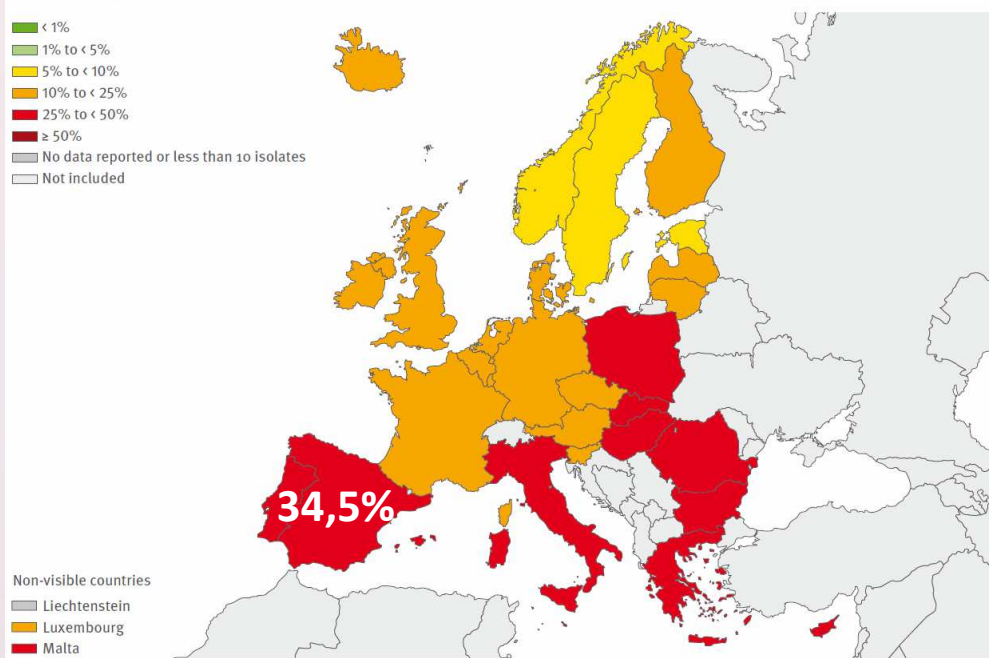 < 1%
1% to < 5%
5% to < 10%
10% to < 25%
25% to < 50%
≥ 50%
No data reported or less than 10 isolates
Not included
34,5%
Non-visible countries
Liechtenstein
Luxembourg
Malta